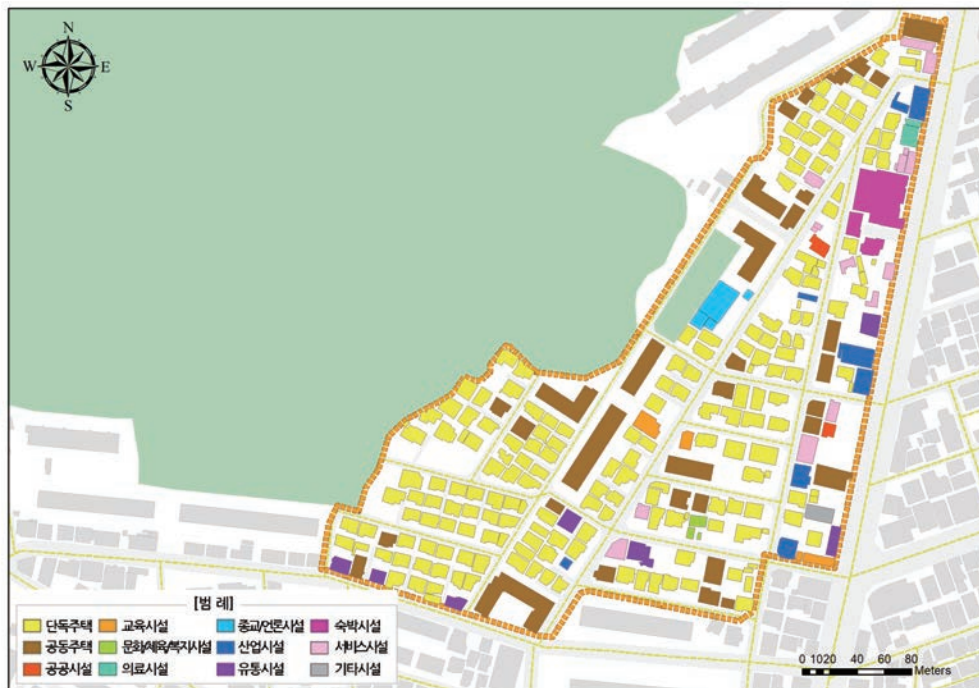 N
W E
S
[범 례]
단독주택 교육시설 종교/언론시설 숙박시설
공동주택 문화/체육/복지시설 산업시설 서비스시설
공공시설 의료시설 유통시설 기타시설
0 10 20 40 60 80
Meters